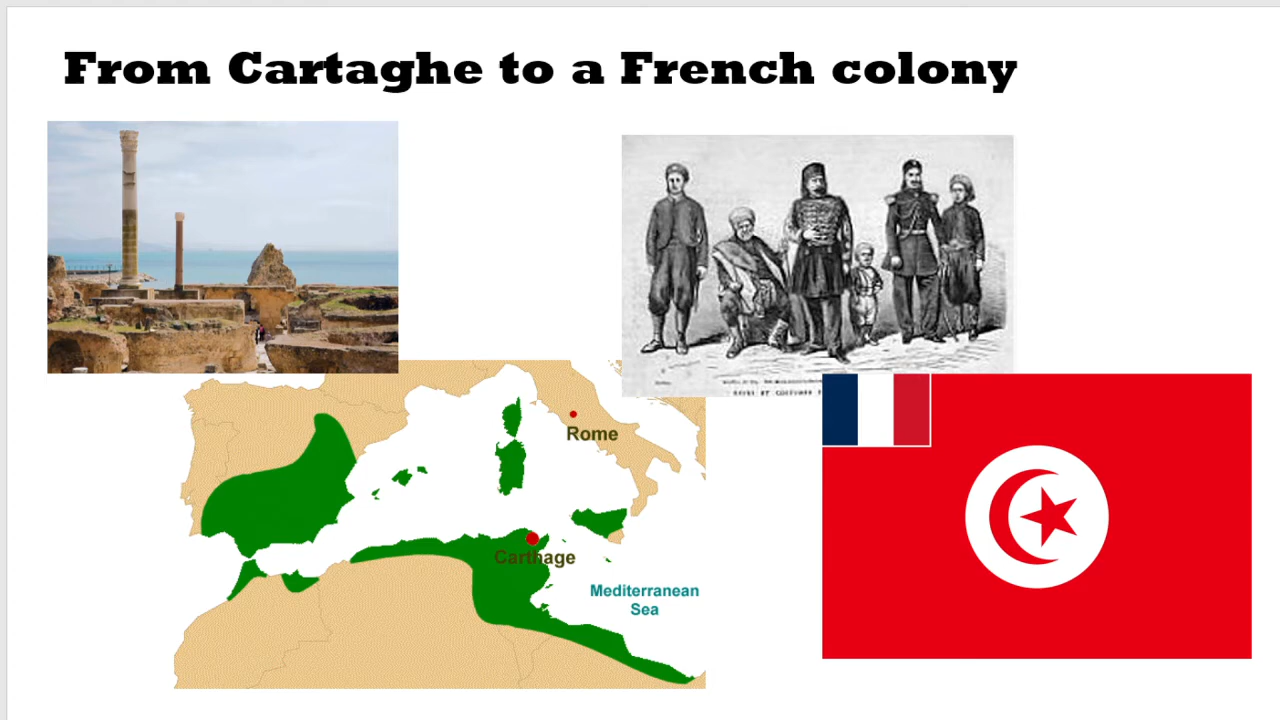 From Cartaghe to a French colony
Rome
Carthage
Mediterranean
Sea